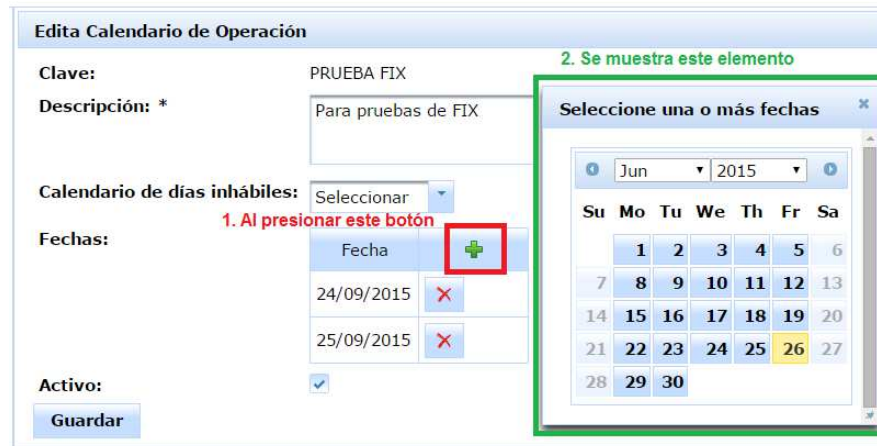 Edita Calendario de Operación
Clave: PRUEBA FIX
Descripción: * Para pruebas de FIX
Calendario de días inhábiles: Seleccionar
1. Al presionar este botón
Fechas:
Fecha
24/09/2015
25/09/2015
Activo:
Guardar
2. Se muestra este elemento
Seleccione una o más fechas
Jun 2015
Su Mo Tu We Th Fr Sa
1 2 3 4 5 6
7 8 9 10 11 12 13
14 15 16 17 18 19 20
21 22 23 24 25 26 27
28 29 30